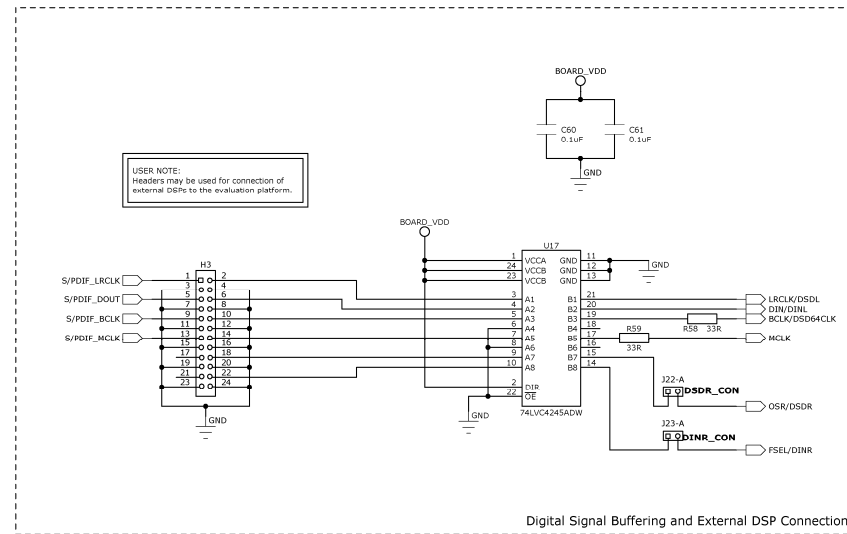 BOARD_VDD
C60
0.1uF
C61
0.1uF
GND
USER NOTE:
Headers may be used for connection of
external DSPs to the evaluation platform.
BOARD_VDD
U17
1 VCCA GND 11
24 VCCB GND 12
23 VCCB GND 13
GND
H3
S/PDIF_LRCLK 1 2
3 4
S/PDIF_DOUT 5 6
7 8
S/PDIF_BCLK 9 10
11 12
S/PDIF_MCLK 13 14
15 16
17 18
19 20
21 22
23 24
GND
3 A1 B1 21 LRCLK/DSDL
4 A2 B2 20 DIN/DINL
5 A3 B3 19 R58 33R BCLK/DSD64CLK
6 A4 B4 18
7 A5 B5 17 R59 33R MCLK
8 A6 B6 16
9 A7 B7 15
10 A8 B8 14
2 DIR
22 OE
GND
74LVC4245ADW
J22-A
DSDR_CON
OSR/DSDR
J23-A
DINR_CON
FSEL/DINR
Digital Signal Buffering and External DSP Connection